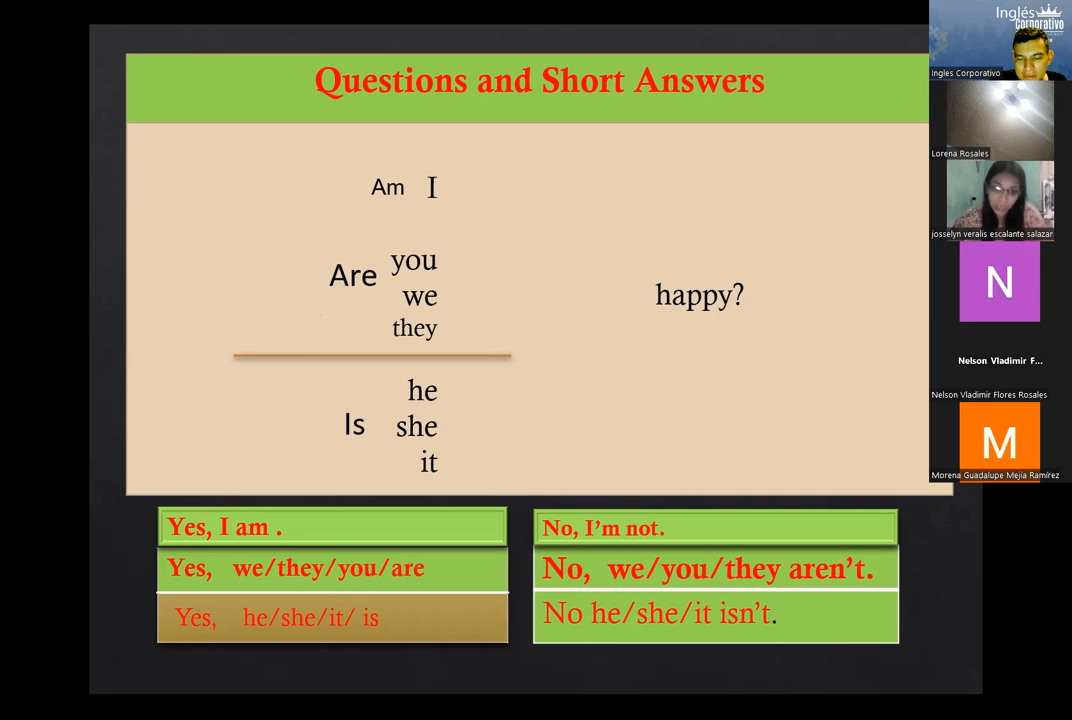 Questions and Short Answers
Am I
Are you
we
they
happy?
he
Is she
it
Yes, I am .
No, I'm not.
Yes, we/they/you/are
No, we/you/they aren't.
Yes, he/she/it/ is
No he/she/it isn't.
Inglés
Corporativo
Ingles Corporativo
Lorena Rosales
josselyn veralis escalante salazar
N
Nelson Vladimir F...
Nelson Vladimir Flores Rosales
M
Morena Guadalupe Mejía Ramírez